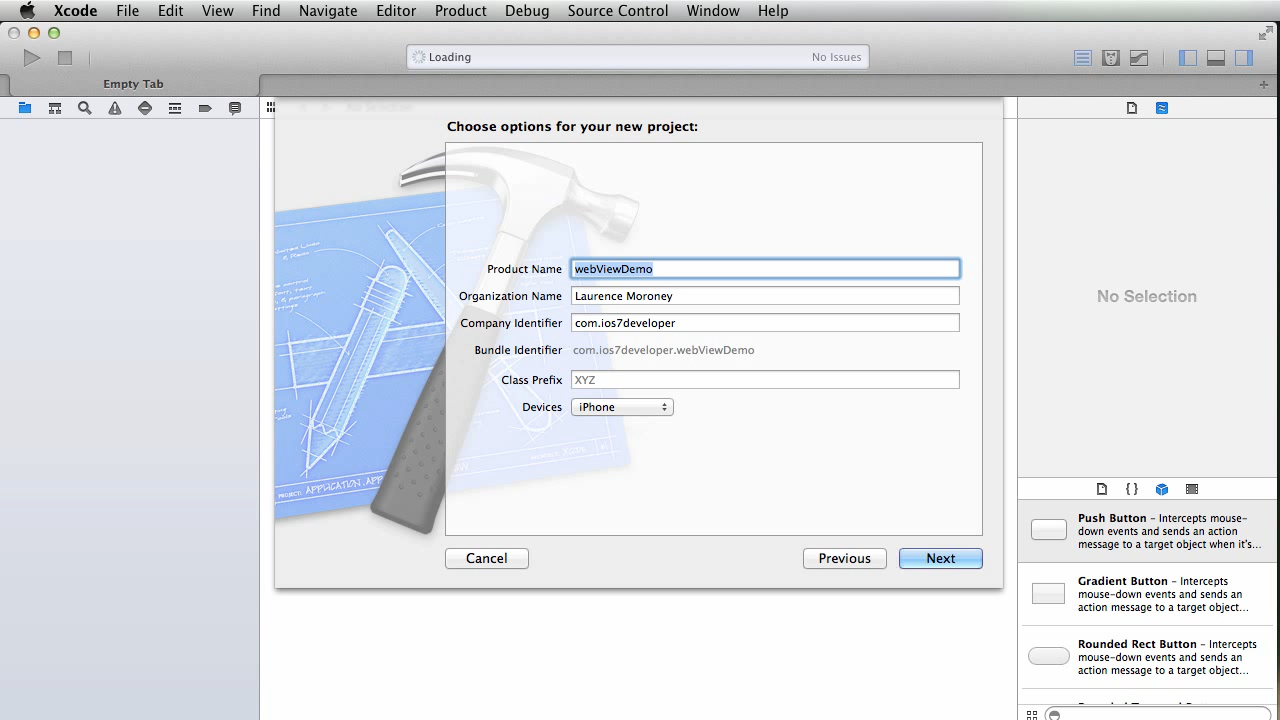 Xcode File Edit View Find Navigate Editor Product Debug Source Control Window Help
Loading No Issues
Empty Tab
Choose options for your new project:
Product Name webViewDemo
Organization Name Laurence Moroney
Company Identifier com.ios7developer
Bundle Identifier com.ios7developer.webViewDemo
Class Prefix XYZ
Devices iPhone
PROJECT: APPLICATION.APP
Cancel Previous Next
No Selection
Push Button - Intercepts mouse-
down events and sends an action
message to a target object when it's...
Gradient Button - Intercepts
mouse-down events and sends an
action message to a target object...
Rounded Rect Button - Intercepts
mouse-down events and sends an
action message to a target object...